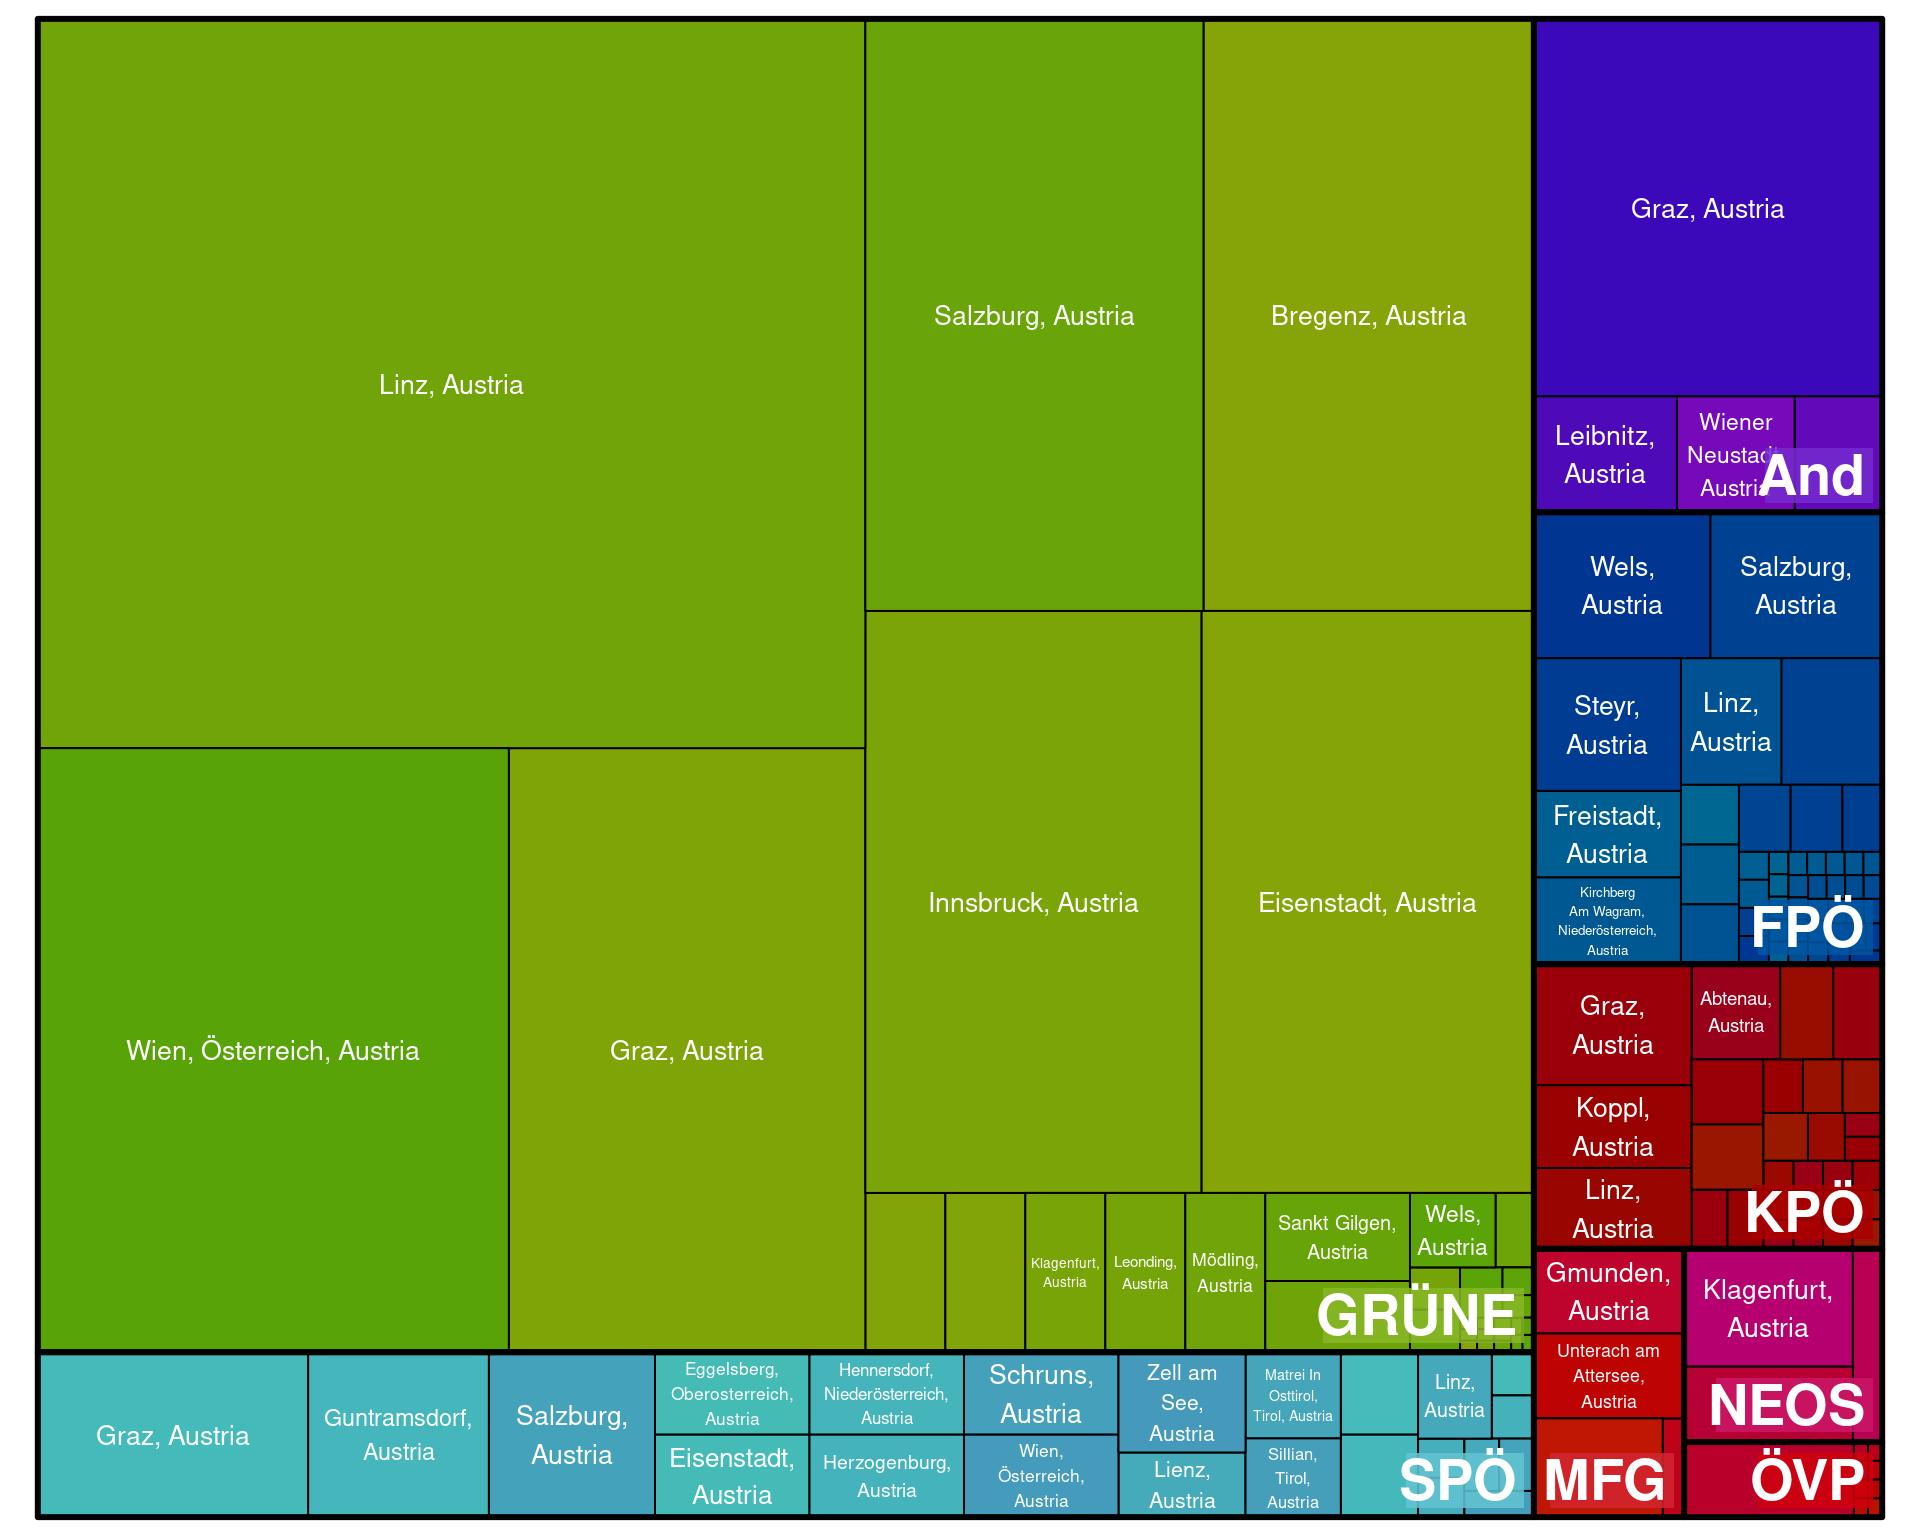 Linz, Austria
Salzburg, Austria
Bregenz, Austria
Wien, Österreich, Austria
Graz, Austria
Innsbruck, Austria
Eisenstadt, Austria
Klagenfurt,
Austria
Leonding,
Austria
Mödling,
Austria
Sankt Gilgen,
Austria
Wels,
Austria
GRÜNE
Graz, Austria
Guntramsdorf,
Austria
Salzburg,
Austria
Eggelsberg,
Oberosterreich,
Austria
Eisenstadt,
Austria
Hennersdorf,
Niederösterreich,
Austria
Herzogenburg,
Austria
Schruns,
Austria
Wien,
Österreich,
Austria
Zell am
See,
Austria
Lienz,
Austria
Matrei In
Osttirol,
Tirol, Austria
Sillian,
Tirol,
Austria
Linz,
Austria
SPÖ
Graz, Austria
Leibnitz,
Austria
Wiener
Neustadt,
Austria
And
Wels,
Austria
Salzburg,
Austria
Steyr,
Austria
Linz,
Austria
Freistadt,
Austria
Kirchberg
Am Wagram,
Niederösterreich,
Austria
FPÖ
Graz,
Austria
Abtenau,
Austria
Koppl,
Austria
Linz,
Austria
KPÖ
Gmunden,
Austria
Unterach am
Attersee,
Austria
MFG
Klagenfurt,
Austria
NEOS
ÖVP